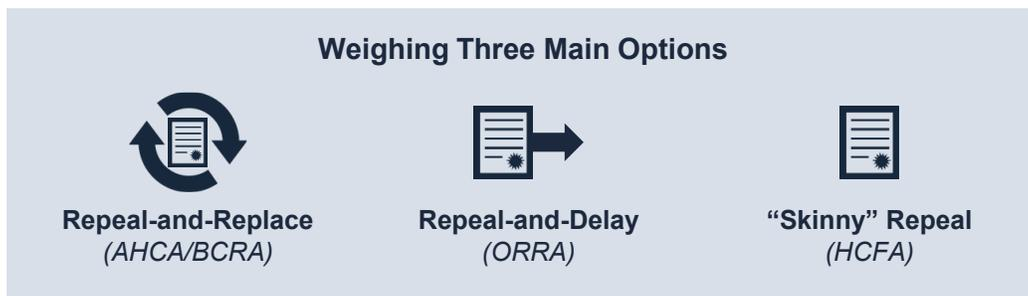 Weighing Three Main Options
Repeal-and-Replace
(AHCA/BCRA)
Repeal-and-Delay
(ORRA)
“Skinny” Repeal
(HCFA)